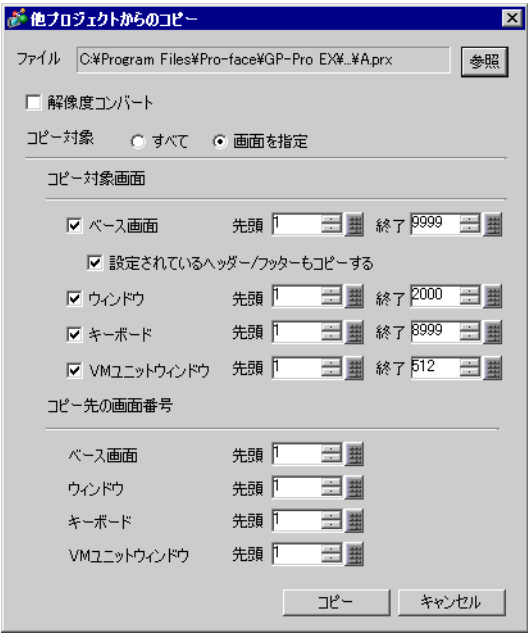 他プロジェクトからのコピー
ファイル C:¥Program Files¥Pro-face¥GP-Pro EX¥...¥A.prx 参照
解像度コンバート
コピー対象 すべて 画面を指定
コピー対象画面
ベース画面 先頭 1 終了 9999
設定されているヘッダー/フッターもコピーする
ウィンドウ 先頭 1 終了 2000
キーボード 先頭 1 終了 8999
VMユニットウィンドウ 先頭 1 終了 512
コピー先の画面番号
ベース画面 先頭 1
ウィンドウ 先頭 1
キーボード 先頭 1
VMユニットウィンドウ 先頭 1
コピー キャンセル